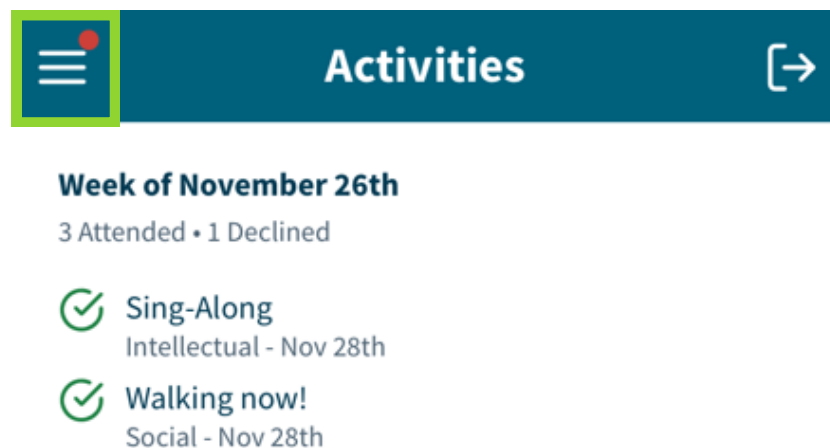 Activities
Week of November 26th
3 Attended • 1 Declined
Sing-Along
Intellectual - Nov 28th
Walking now!
Social - Nov 28th